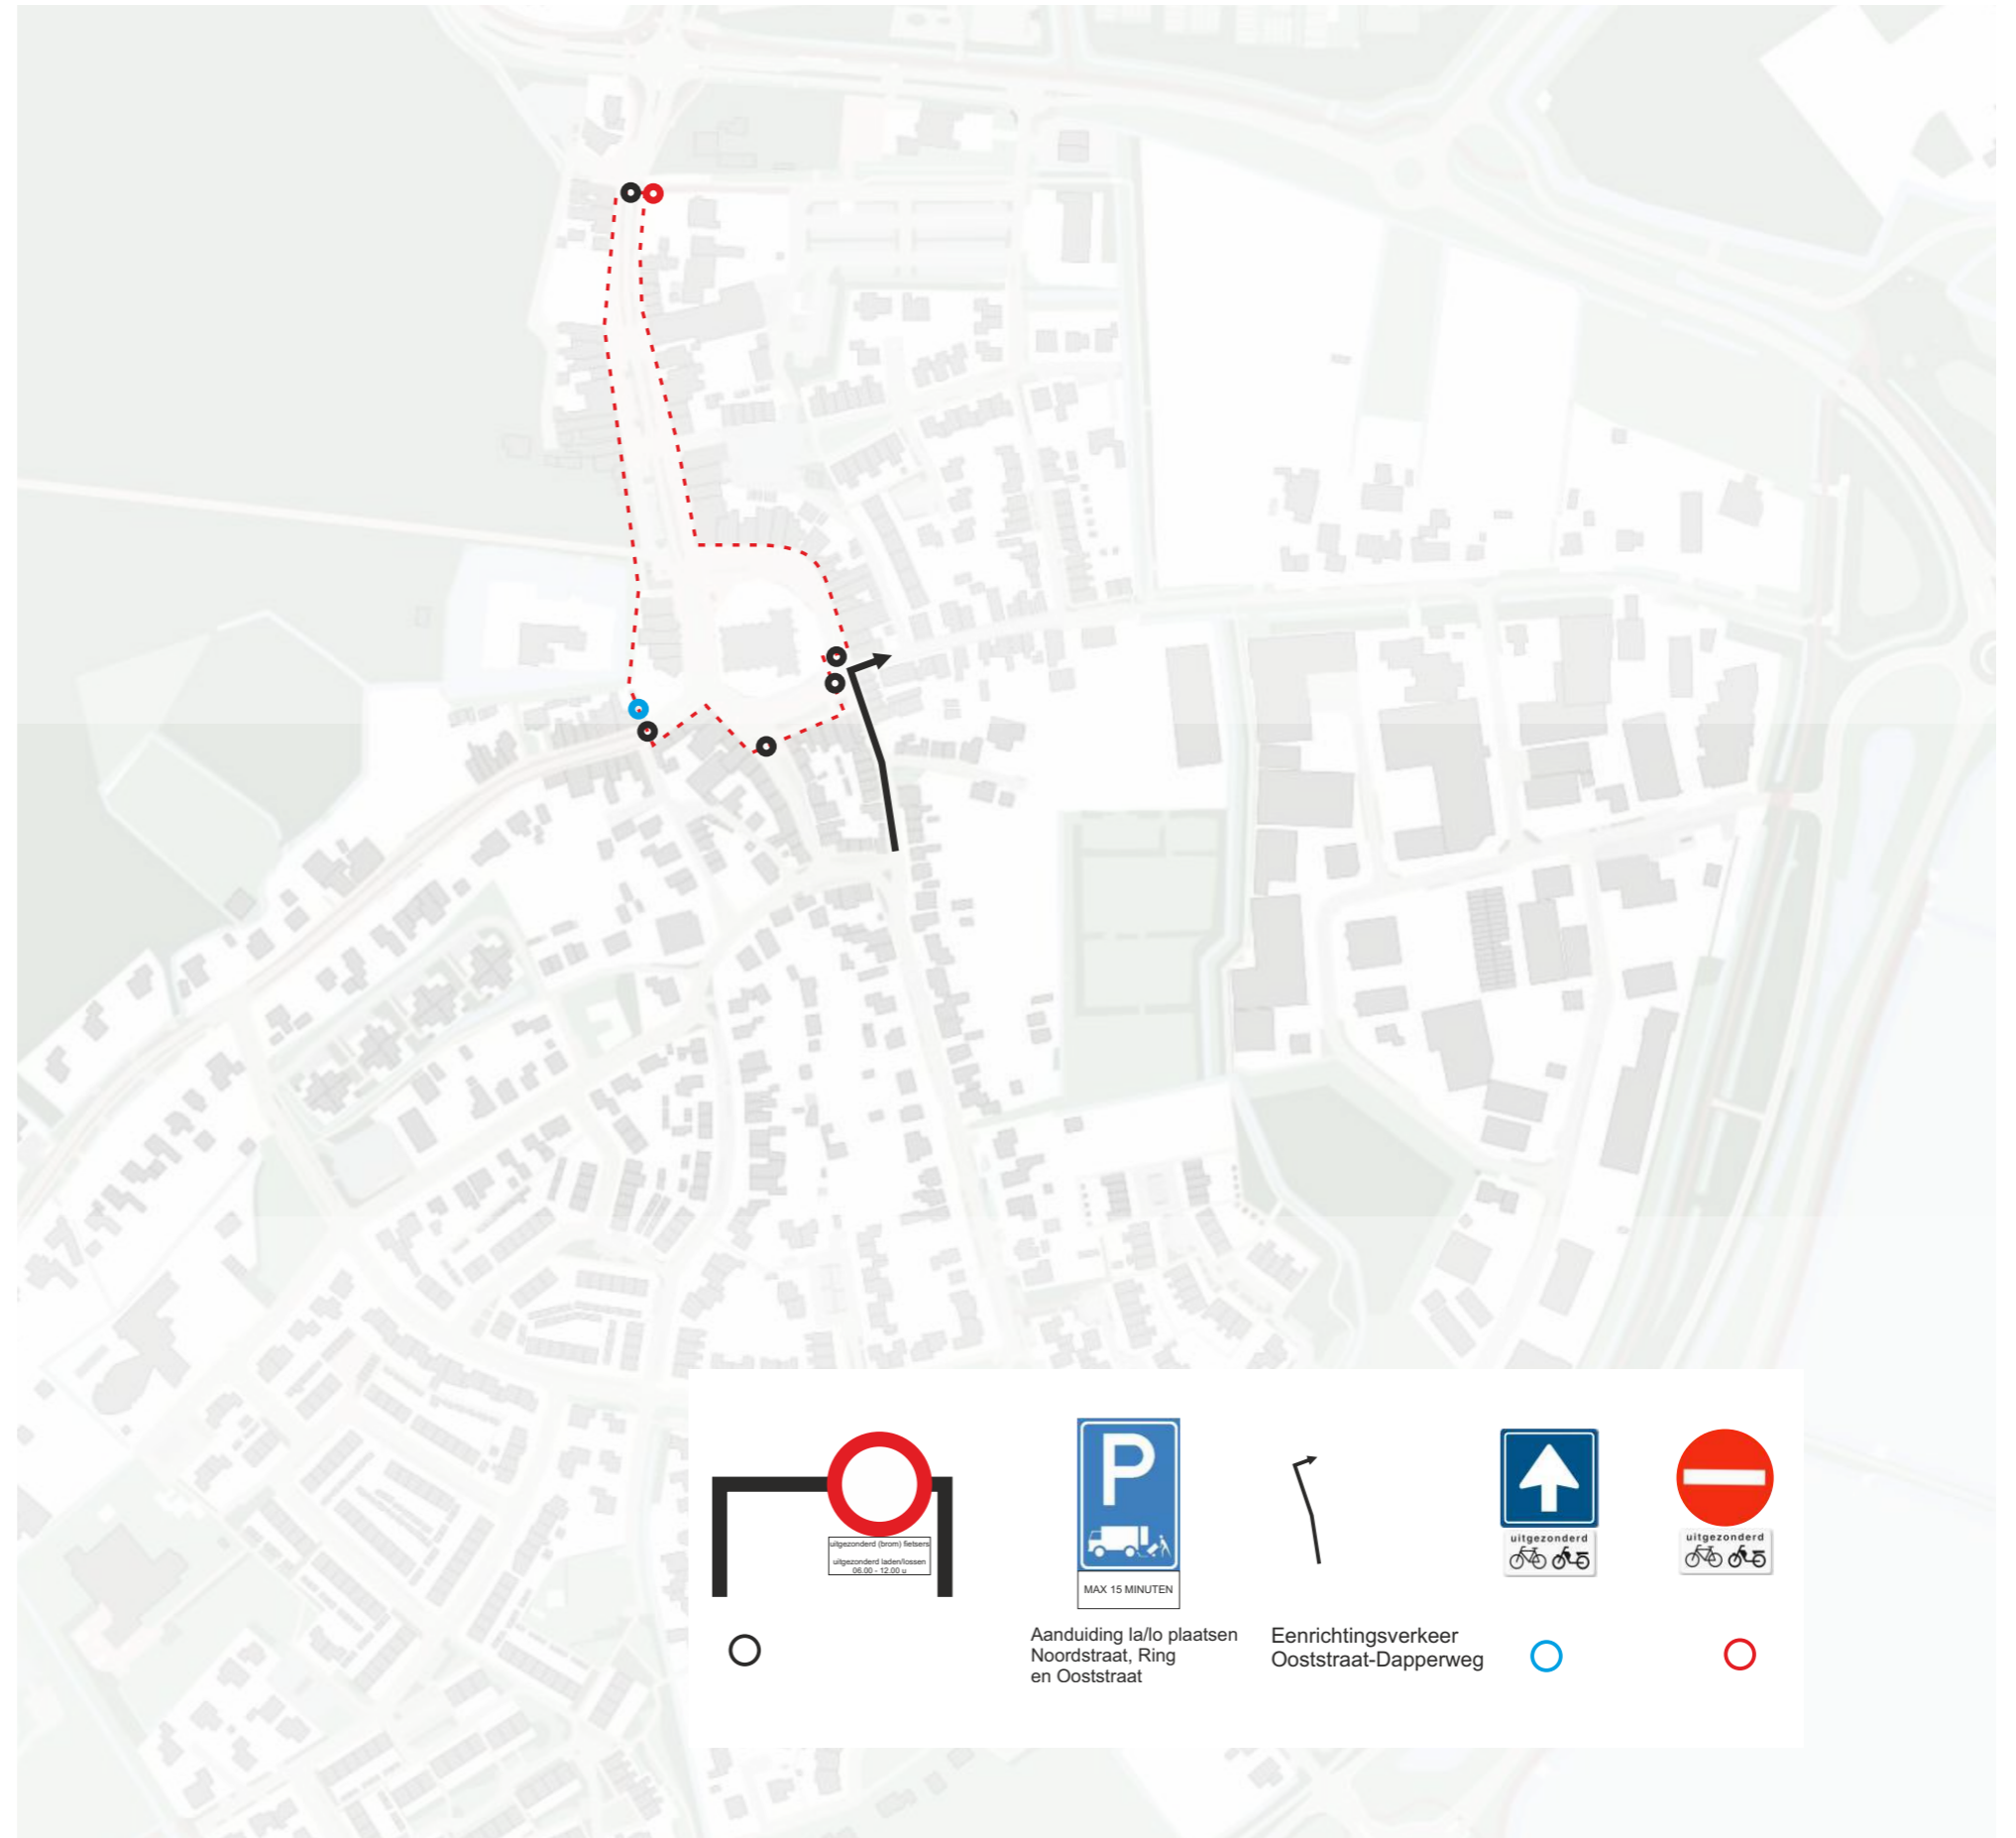 uitgezonderd (brom) fietsers
uitgezonderd laden/lossen
06.00 - 12.00 u
P
MAX 15 MINUTEN
Aanduiding la/lo plaatsen
Noordstraat, Ring
en Ooststraat
Eenrichtingsverkeer
Ooststraat-Dapperweg
uitgezonderd
uitgezonderd